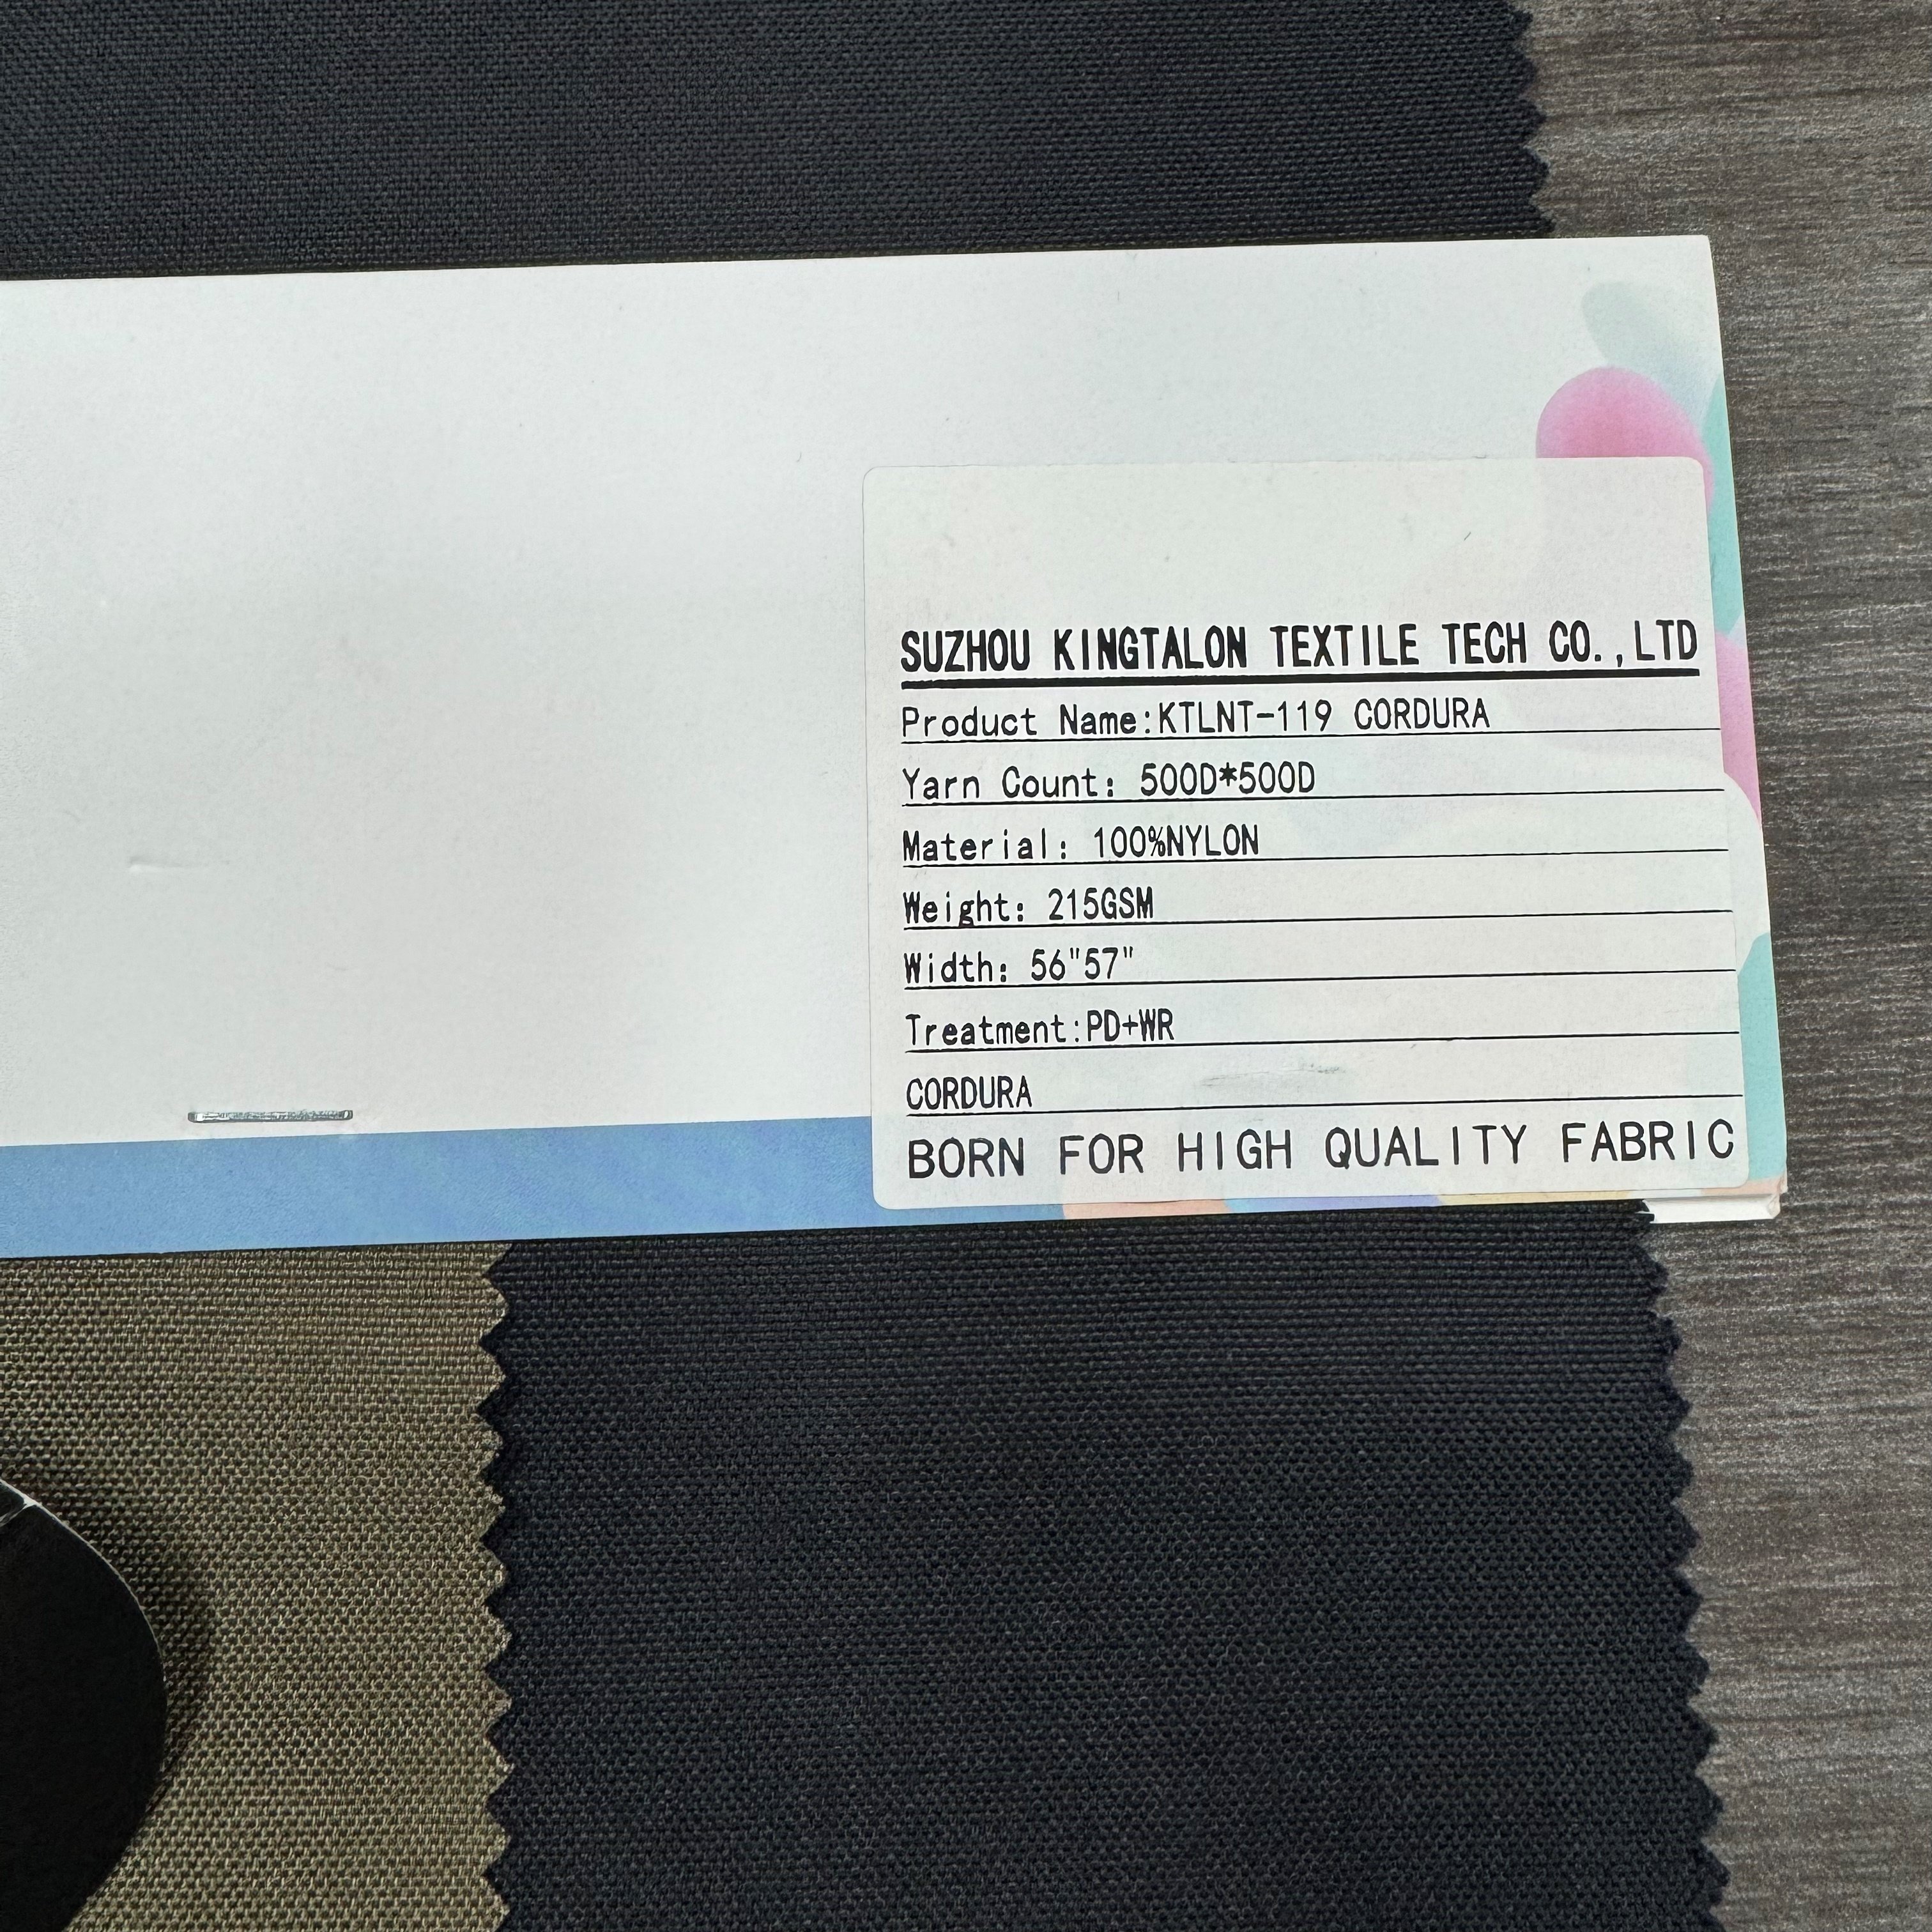 SUZHOU KINGTALON TEXTILE TECH CO.,LTD
Product Name:KTLNT-119 CORDURA
Yarn Count: 500D*500D
Material: 100%NYLON
Weight: 215GSM
Width: 56"57"
Treatment:PD+WR
CORDURA
BORN FOR HIGH QUALITY FABRIC